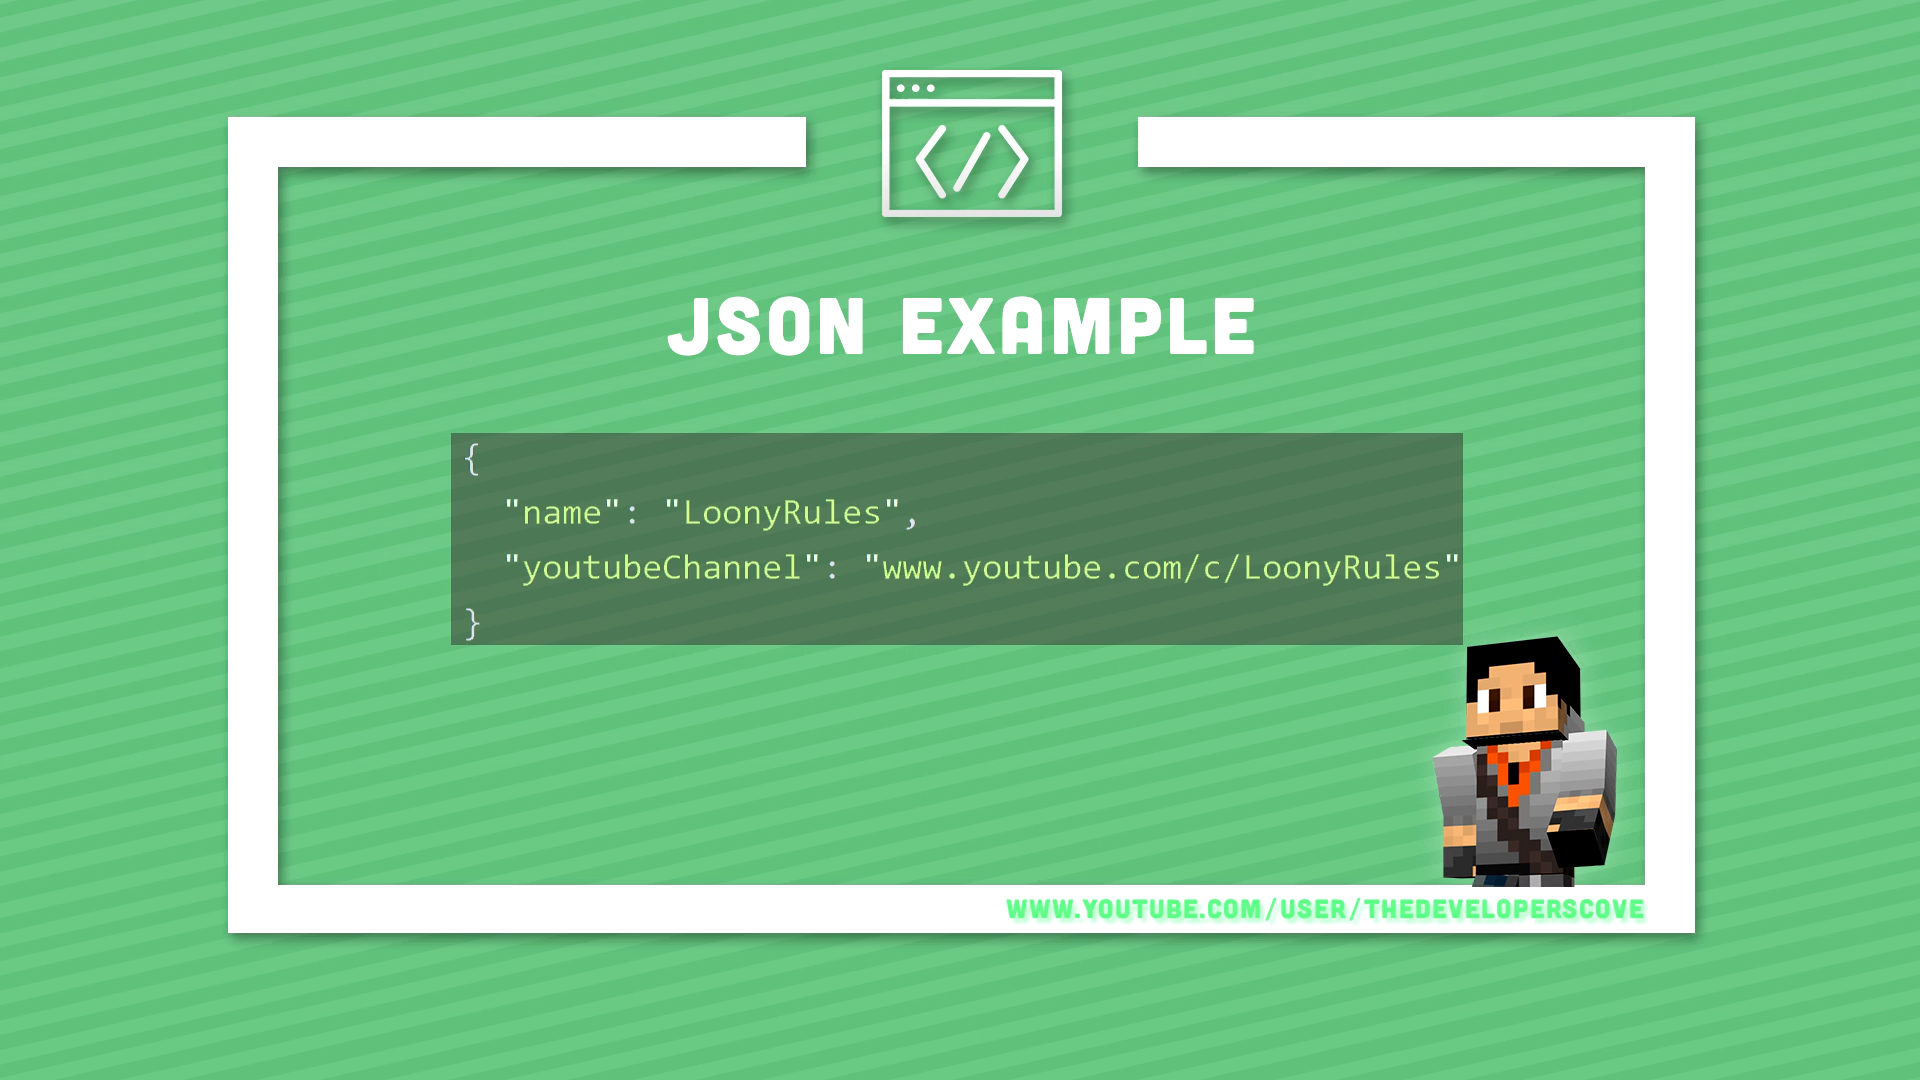 JSON EXAMPLE
{
"name": "LoonyRules",
"youtubeChannel": "www.youtube.com/c/LoonyRules"
}
WWW.YOUTUBE.COM/USER/THEDEVELOPERSCOVE